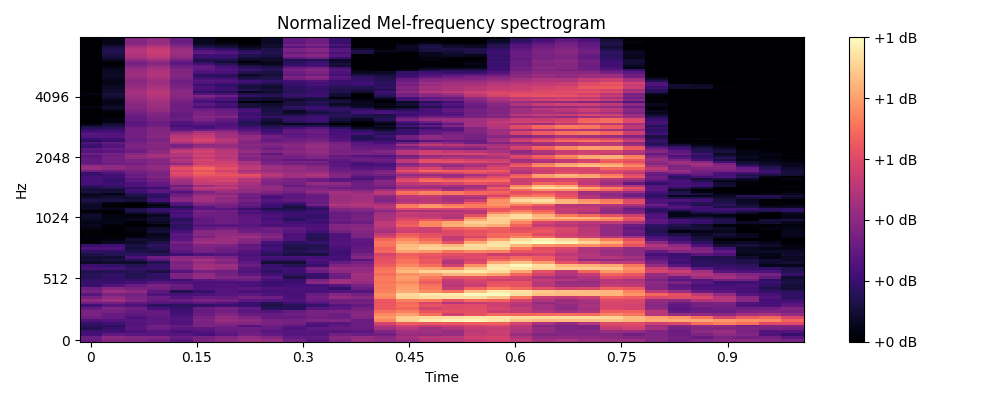 Normalized Mel-frequency spectrogram
Hz
4096
2048
1024
512
0
0 0.15 0.3 0.45 0.6 0.75 0.9
Time
+1 dB
+1 dB
+1 dB
+0 dB
+0 dB
+0 dB